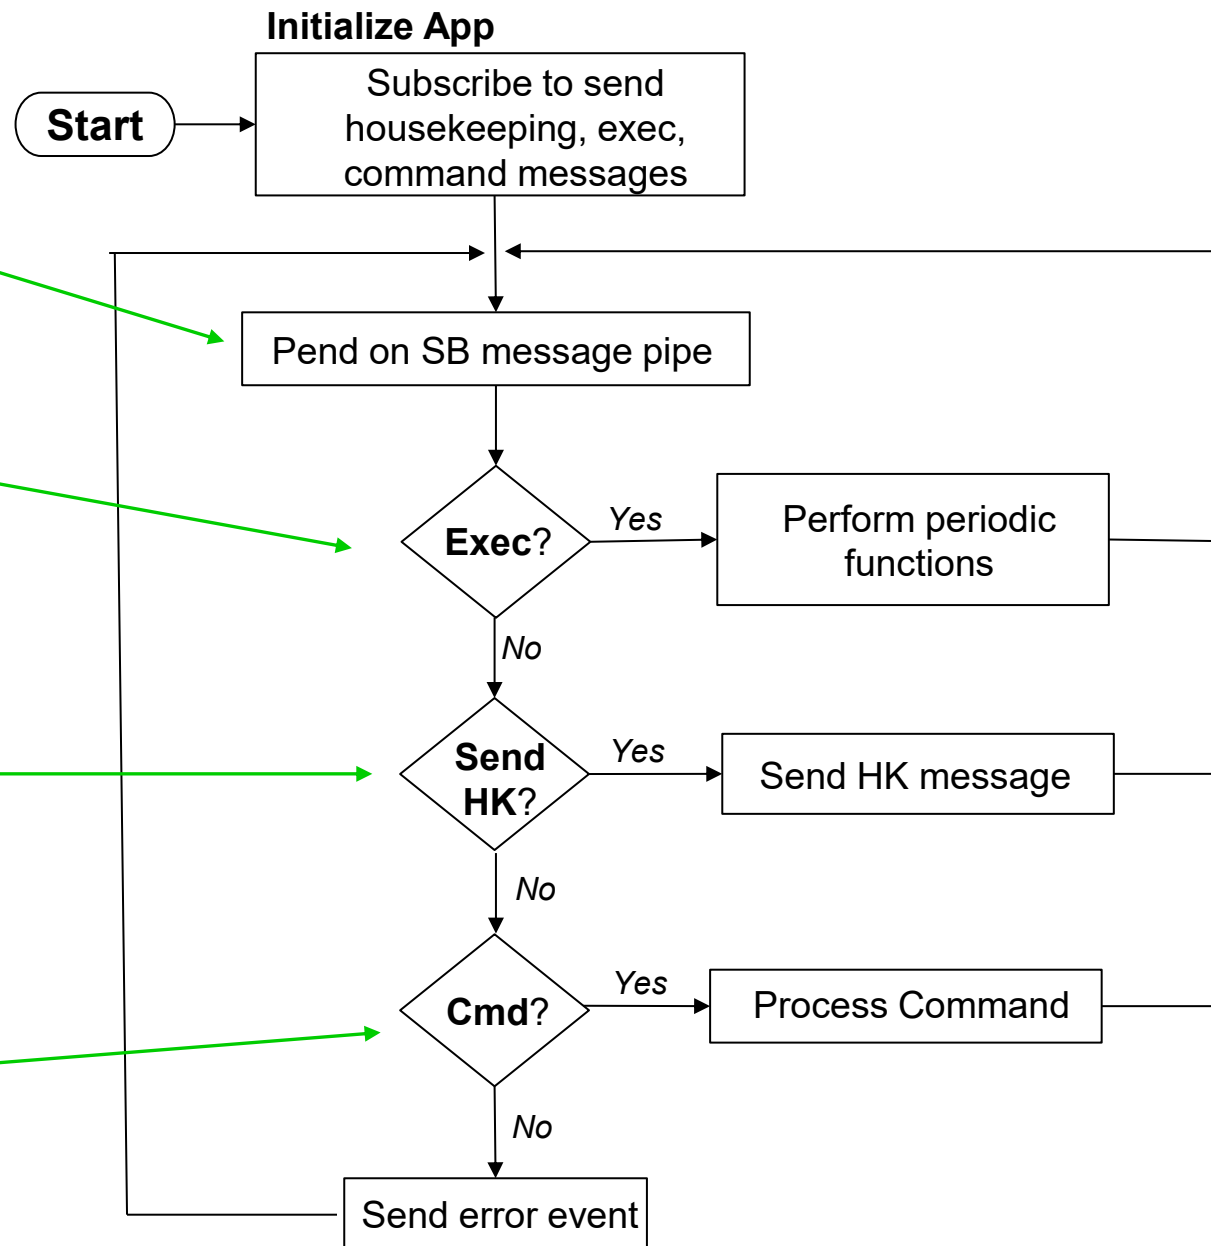 Initialize App
Subscribe to send
housekeeping, exec,
command messages
Start
Pend on SB message pipe
Exec?
Yes
Perform periodic
functions
No
Send
HK?
Yes
Send HK message
No
Cmd?
Yes
Process Command
No
Send error event